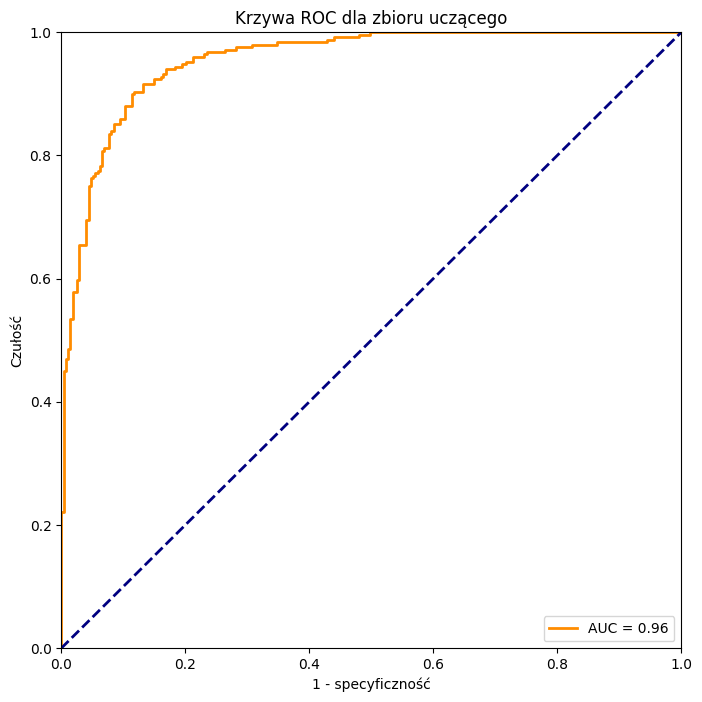 Krzywa ROC dla zbioru uczącego
1.0
0.8
0.6
0.4
0.2
0.0
Czułość
0.0 0.2 0.4 0.6 0.8 1.0
1 - specyficzność
AUC = 0.96